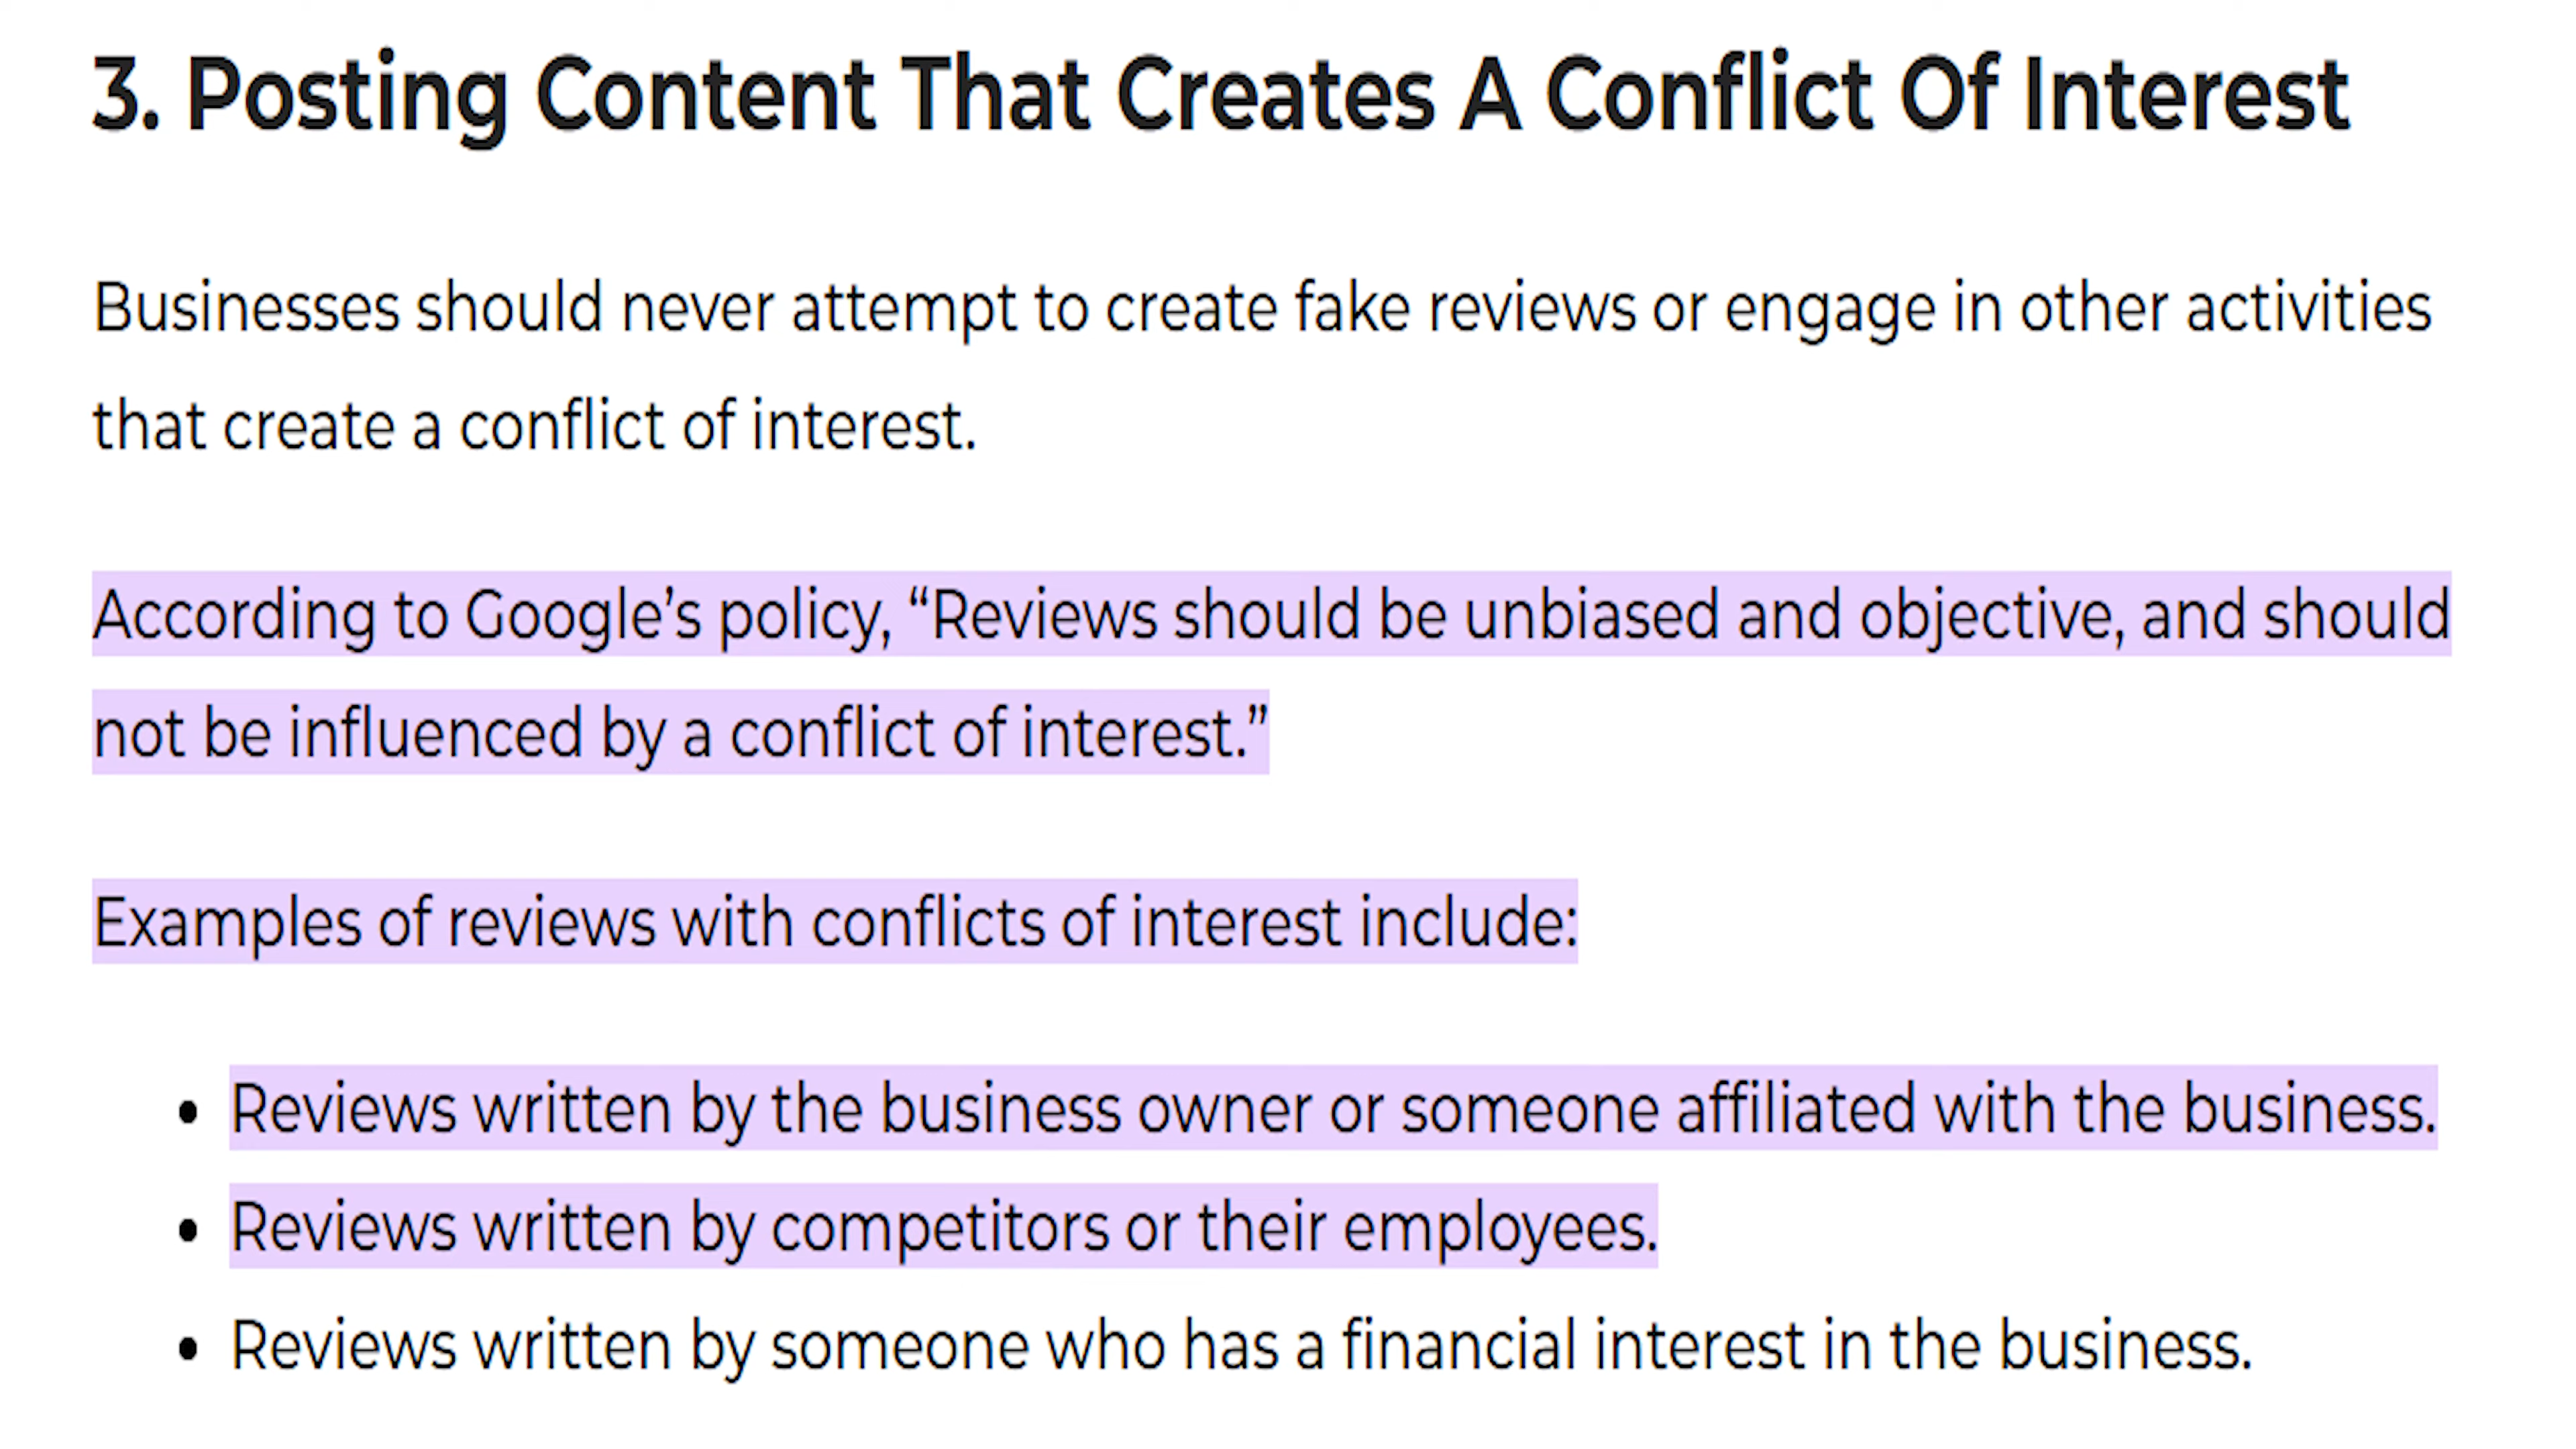 3. Posting Content That Creates A Conflict Of Interest
Businesses should never attempt to create fake reviews or engage in other activities
that create a conflict of interest.
According to Google’s policy, “Reviews should be unbiased and objective, and should
not be influenced by a conflict of interest.”
Examples of reviews with conflicts of interest include:
• Reviews written by the business owner or someone affiliated with the business.
• Reviews written by competitors or their employees.
• Reviews written by someone who has a financial interest in the business.